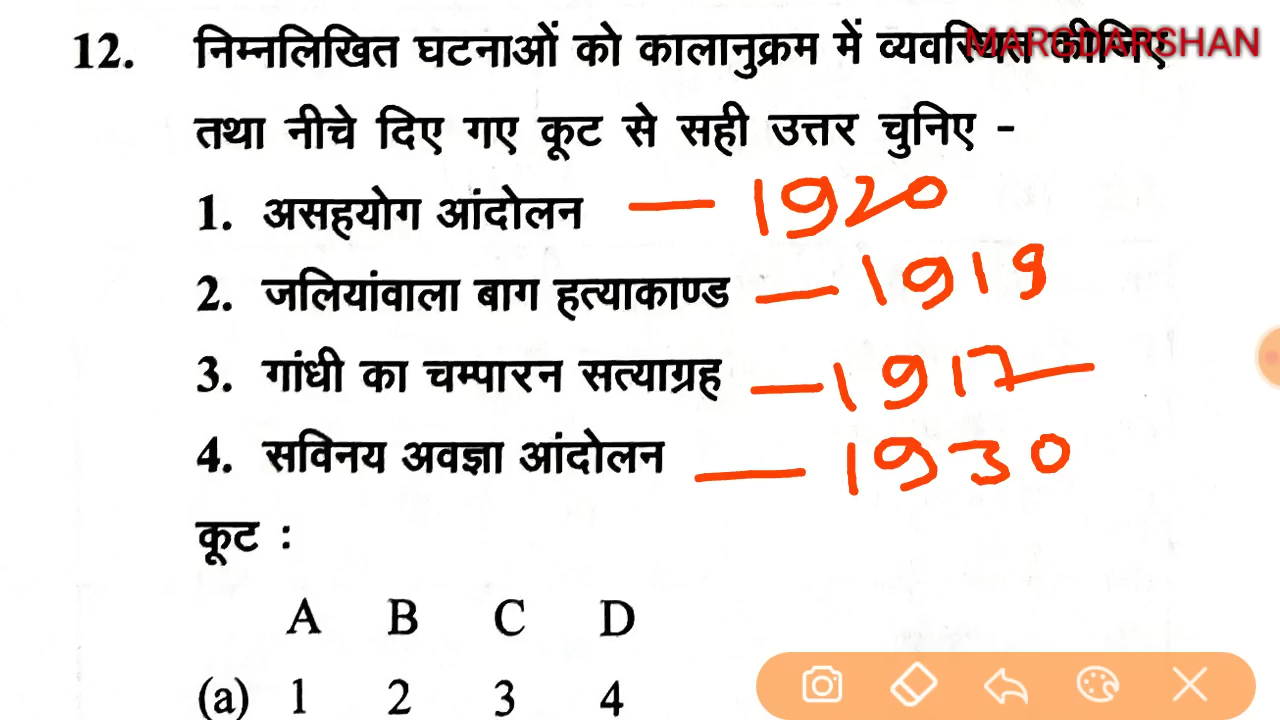 MARGDARSHAN
12. निम्नलिखित घटनाओं को कालानुक्रम में व्यवस्थित कीजिए
तथा नीचे दिए गए कूट से सही उत्तर चुनिए -
1. असहयोग आंदोलन — 1920
2. जलियांवाला बाग हत्याकाण्ड — 1919
3. गांधी का चम्पारन सत्याग्रह — 1917
4. सविनय अवज्ञा आंदोलन — 1930
कूट :
A B C D
(a) 1 2 3 4